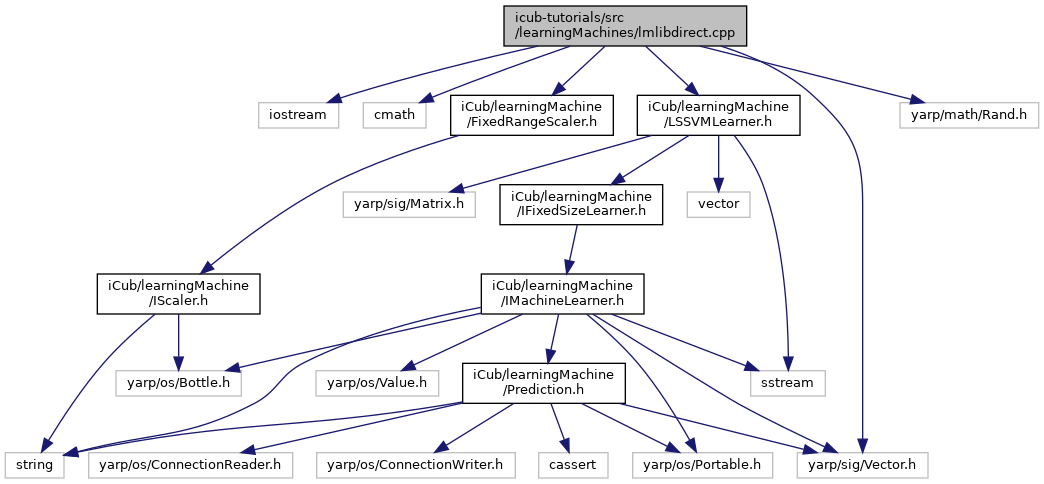 icub-tutorials/src
/learningMachines/lmlibdirect.cpp
iostream
cmath
iCub/learningMachine
/FixedRangeScaler.h
iCub/learningMachine
/LSSVMLearner.h
yarp/math/Rand.h
yarp/sig/Matrix.h
iCub/learningMachine
/IFixedSizeLearner.h
vector
iCub/learningMachine
/IScaler.h
iCub/learningMachine
/IMachineLearner.h
yarp/os/Bottle.h
yarp/os/Value.h
iCub/learningMachine
/Prediction.h
sstream
string
yarp/os/ConnectionReader.h
yarp/os/ConnectionWriter.h
cassert
yarp/os/Portable.h
yarp/sig/Vector.h